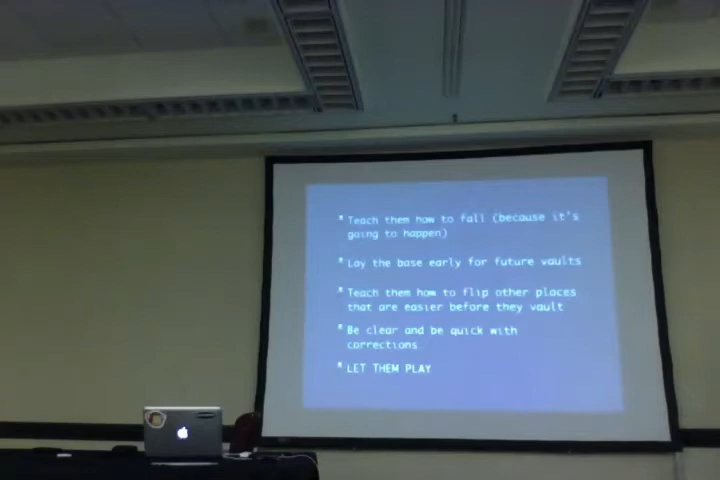 * Teach them how to fall (because it's
going to happen)
* Lay the base early for future vaults
* Teach them how to flip other places
that are easier before they vault
* Be clear and be quick with
corrections.
* LET THEM PLAY